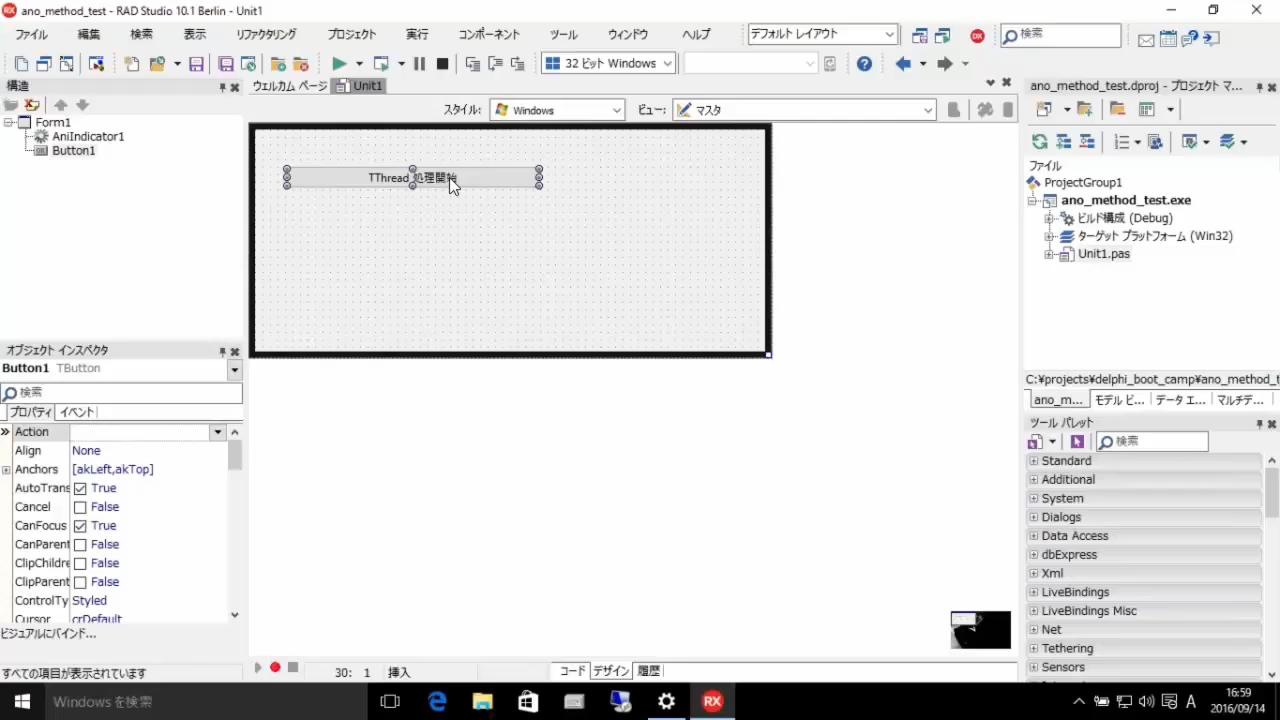 ano_method_test - RAD Studio 10.1 Berlin - Unit1
ファイル 編集 検索 表示 リファクタリング プロジェクト 実行 コンポーネント ツール ウィンドウ ヘルプ デフォルト レイアウト 検索
32 ビット Windows
構造 ウェルカム ページ Unit1 ano_method_test.dproj - プロジェクト マ...
スタイル: Windows ビュー: マスタ
Form1
AniIndicator1
Button1
TThread 処理開始
ファイル
ProjectGroup1
ano_method_test.exe
ビルド構成 (Debug)
ターゲット プラットフォーム (Win32)
Unit1.pas
オブジェクト インスペクタ
Button1 TButton
検索
プロパティ イベント
Action
Align None
Anchors [akLeft,akTop]
AutoTrans True
Cancel False
CanFocus True
CanParent False
ClipChildre False
ClipParent False
ControlTy Styled
Cursor crDefault
ビジュアルにバインド...
すべての項目が表示されています
30: 1 挿入 コード デザイン 履歴
C:¥projects¥delphi_boot_camp¥ano_method_t
ano_m... モデル ビ... データ エ... マルチデ...
ツール パレット
検索
Standard
Additional
System
Dialogs
Data Access
dbExpress
Xml
LiveBindings
LiveBindings Misc
Net
Tethering
Sensors
Windows を検索
A
16:59
2016/09/14